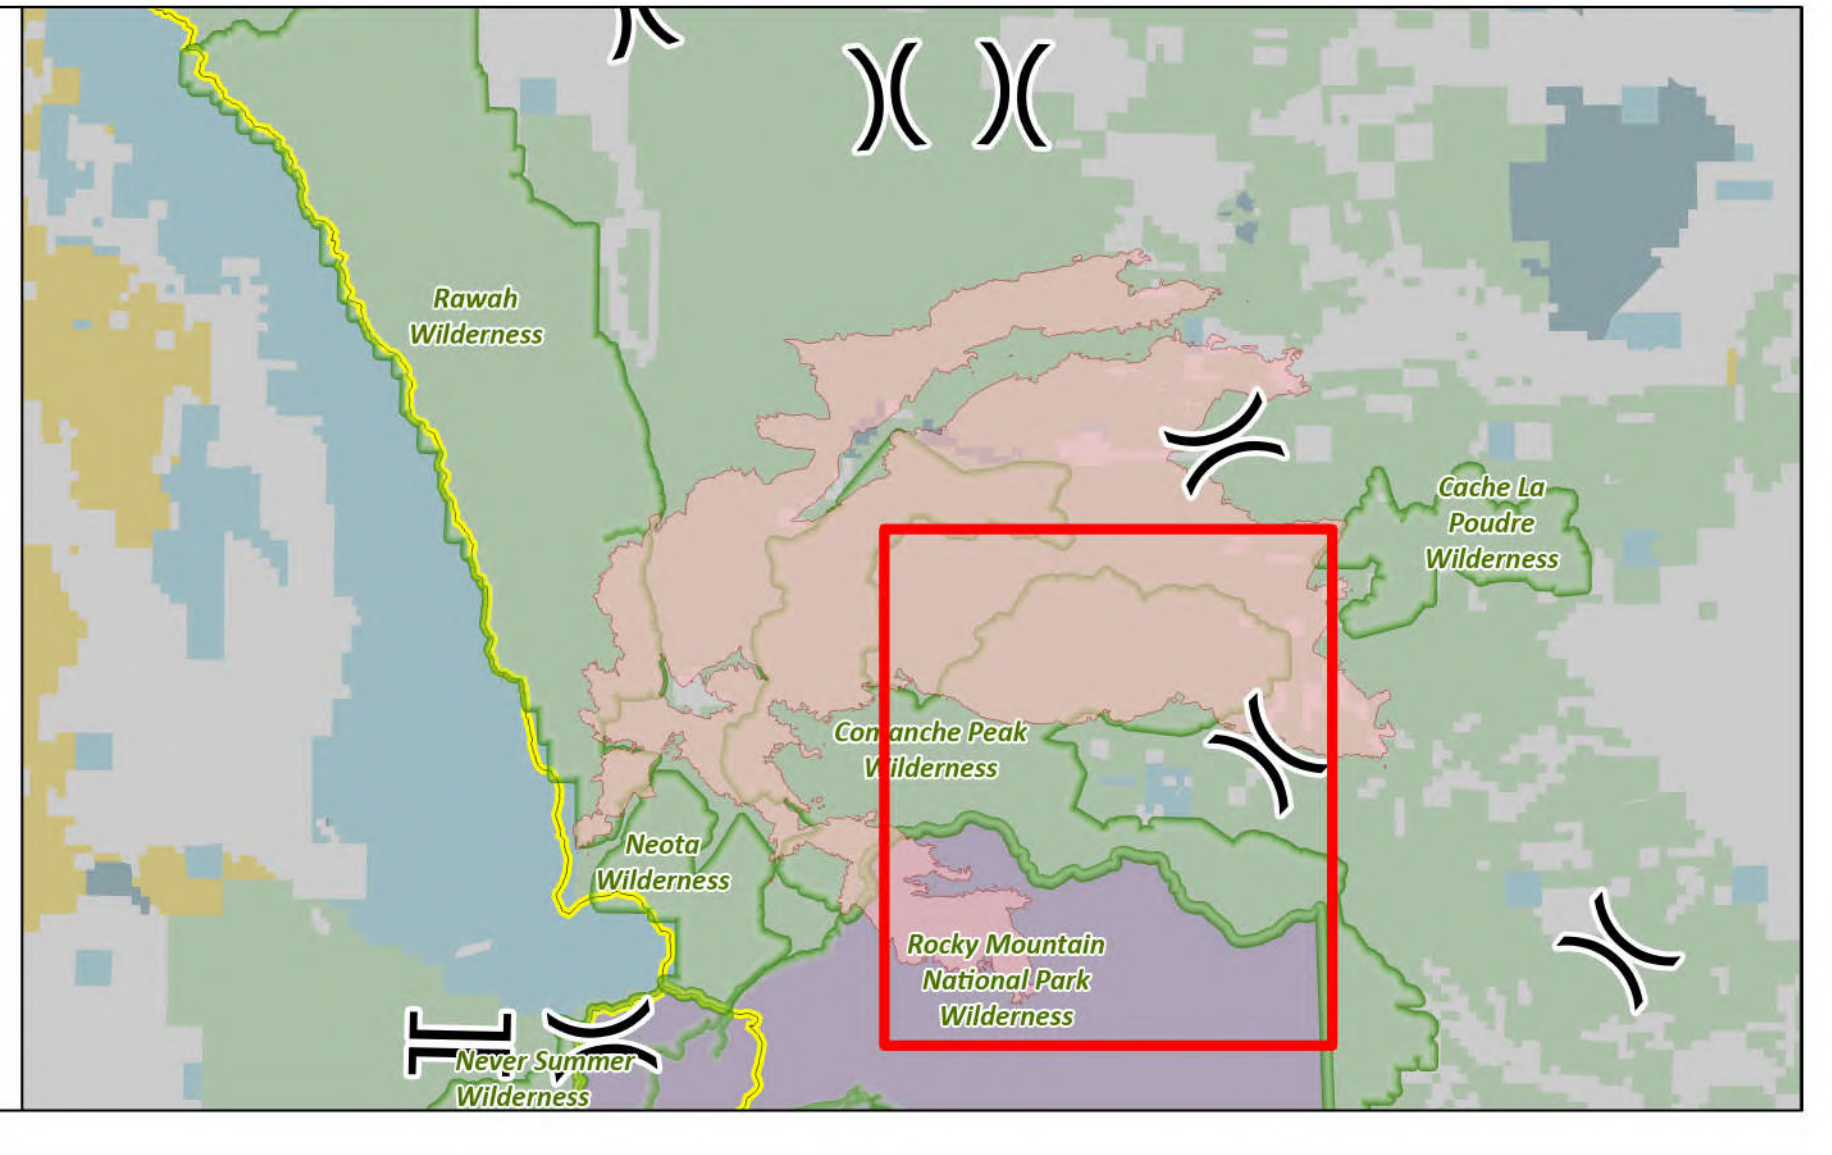 Rawah
Wilderness
Cache La
Poudre
Wilderness
Comanche Peak
Wilderness
Neota
Wilderness
Rocky Mountain
National Park
Wilderness
Never Summer
Wilderness